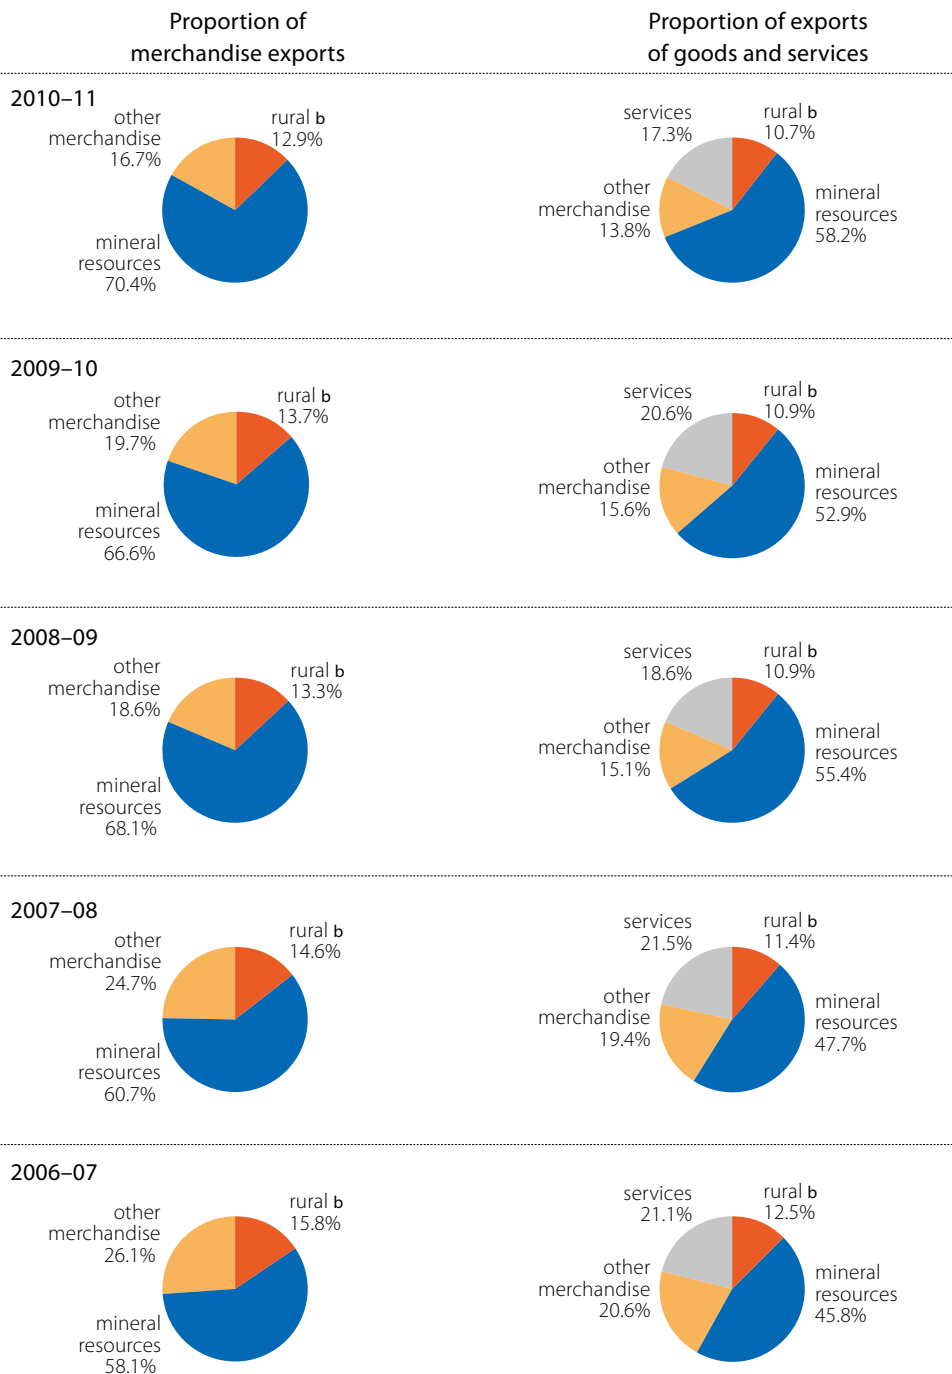 Proportion of
merchandise exports
Proportion of exports
of goods and services
2010–11
other
merchandise
16.7%
rural b
12.9%
mineral
resources
70.4%
services
17.3%
rural b
10.7%
other
merchandise
13.8%
mineral
resources
58.2%
2009–10
other
merchandise
19.7%
rural b
13.7%
mineral
resources
66.6%
services
20.6%
rural b
10.9%
other
merchandise
15.6%
mineral
resources
52.9%
2008–09
other
merchandise
18.6%
rural b
13.3%
mineral
resources
68.1%
services
18.6%
rural b
10.9%
other
merchandise
15.1%
mineral
resources
55.4%
2007–08
other
merchandise
24.7%
rural b
14.6%
mineral
resources
60.7%
services
21.5%
rural b
11.4%
other
merchandise
19.4%
mineral
resources
47.7%
2006–07
other
merchandise
26.1%
rural b
15.8%
mineral
resources
58.1%
services
21.1%
rural b
12.5%
other
merchandise
20.6%
mineral
resources
45.8%